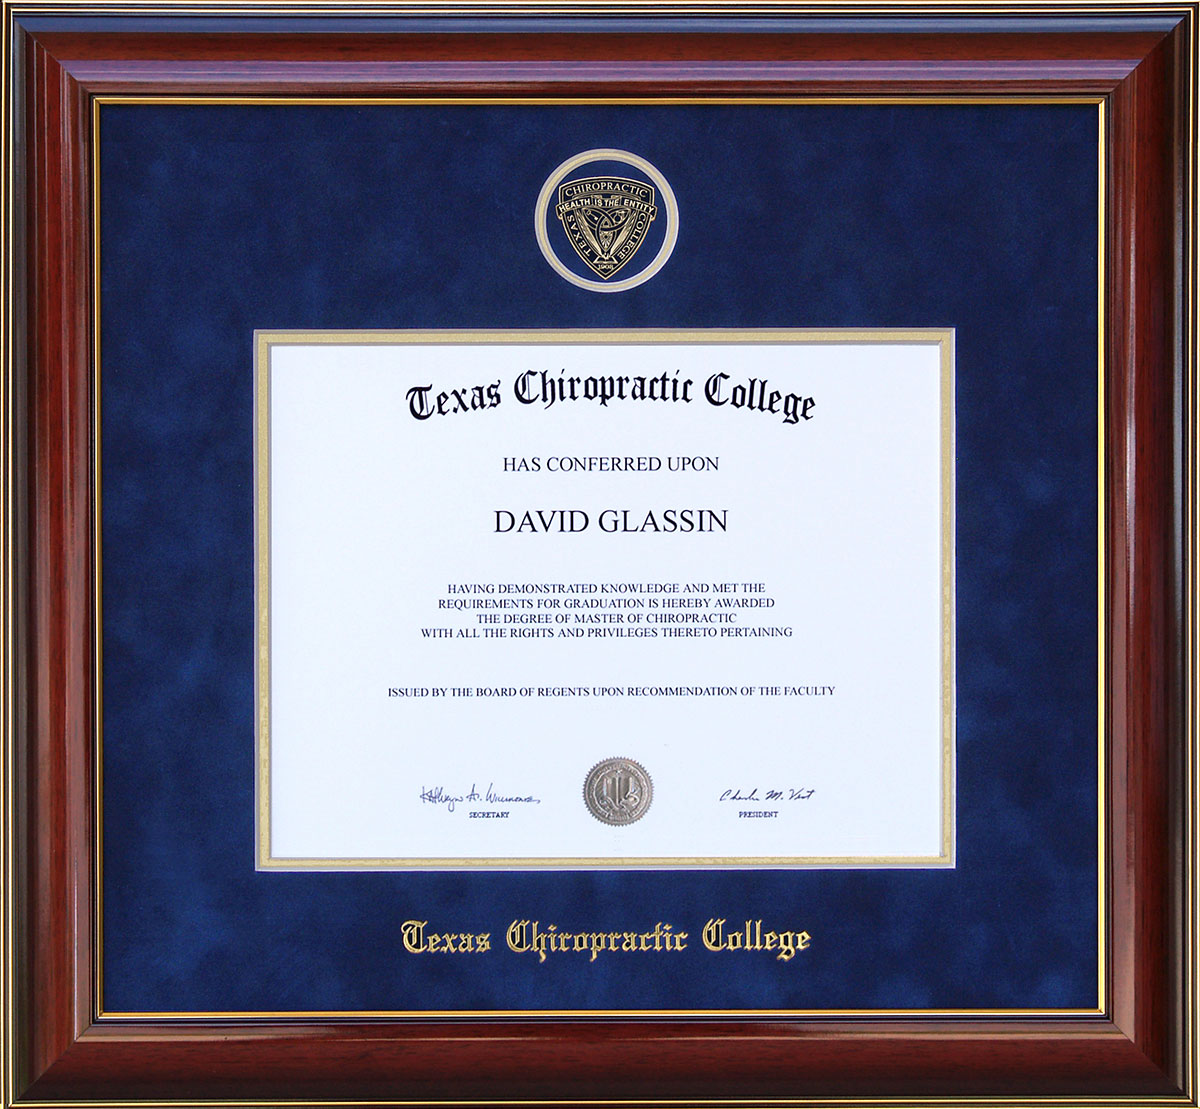 CHIROPRACTIC
HEALTH IS THE ENTITY
TEXAS
COLLEGE
1908
Texas Chiropractic College
HAS CONFERRED UPON
DAVID GLASSIN
HAVING DEMONSTRATED KNOWLEDGE AND MET THE
REQUIREMENTS FOR GRADUATION IS HEREBY AWARDED
THE DEGREE OF MASTER OF CHIROPRACTIC
WITH ALL THE RIGHTS AND PRIVILEGES THERETO PERTAINING
ISSUED BY THE BOARD OF REGENTS UPON RECOMMENDATION OF THE FACULTY
SECRETARY
PRESIDENT
Texas Chiropractic College